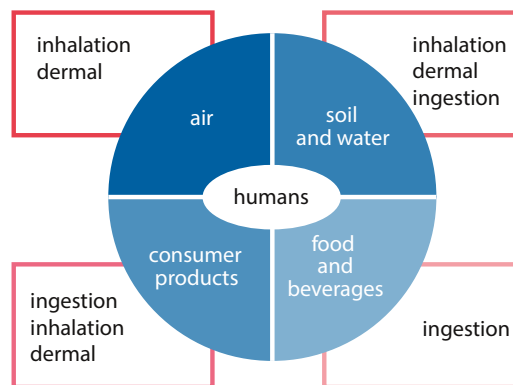 inhalation
dermal
inhalation
dermal
ingestion
air
soil
and water
humans
consumer
products
food
and
beverages
ingestion
inhalation
dermal
ingestion